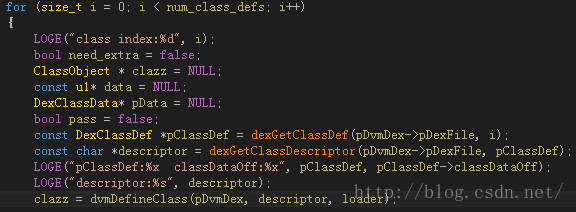 for (size_t i = 0; i < num_class_defs; i++)
{
LOGE("class index:%d", i);
bool need_extra = false;
ClassObject * clazz = NULL;
const u1* data = NULL;
DexClassData* pData = NULL;
bool pass = false;
const DexClassDef *pClassDef = dexGetClassDef(pDvmDex->pDexFile, i);
const char *descriptor = dexGetClassDescriptor(pDvmDex->pDexFile, pClassDef);
LOGE("pClassDef:%x  classDataOff:%x", pClassDef, pClassDef->classDataOff);
LOGE("descriptor:%s", descriptor);
clazz = dvmDefineClass(pDvmDex, descriptor, loader);
http://blog.csdn.net/